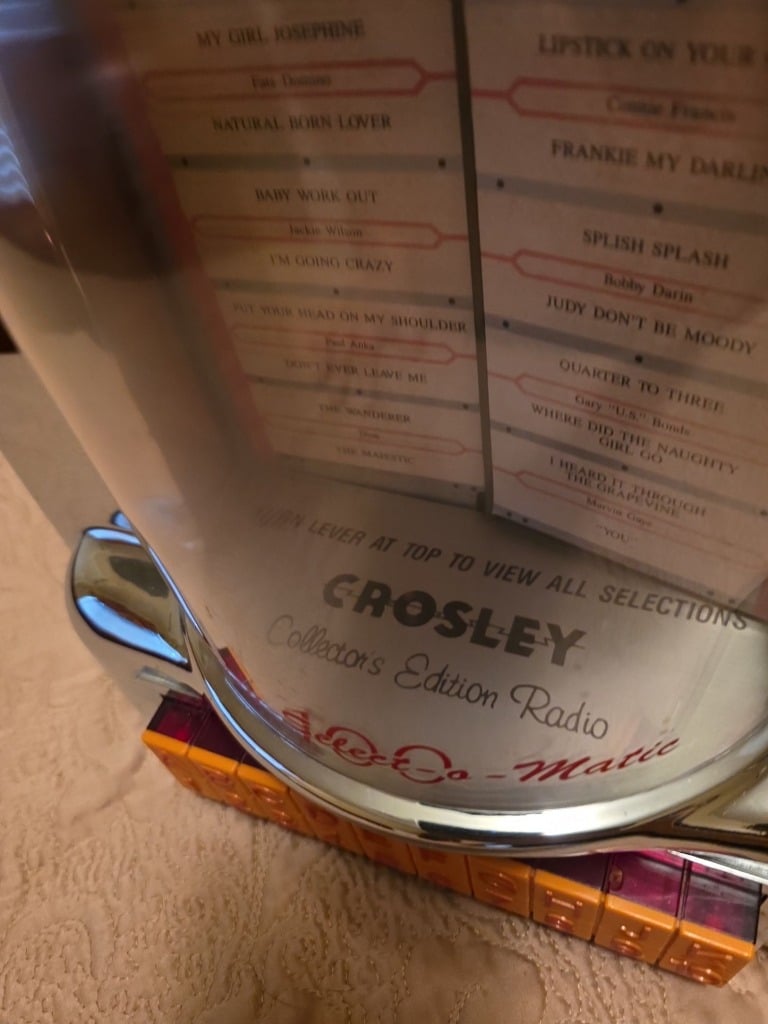 MY GIRL JOSEPHINE
Fats Domino
NATURAL BORN LOVER
BABY WORK OUT
Jackie Wilson
I'M GOING CRAZY
PUT YOUR HEAD ON MY SHOULDER
Paul Anka
DON'T EVER LEAVE ME
THE WANDERER
Dion
THE MAJESTIC
LIPSTICK ON YOUR
Connie Francis
FRANKIE MY DARLIN
SPLISH SPLASH
Bobby Darin
JUDY DON'T BE MOODY
QUARTER TO THREE
Gary "U.S." Bonds
WHERE DID THE NAUGHTY
GIRL GO
I HEARD IT THROUGH
THE GRAPEVINE
Marvin Gaye
"YOU"
TURN LEVER AT TOP TO VIEW ALL SELECTIONS
CROSLEY
Collector's Edition Radio
Select-o-Matic